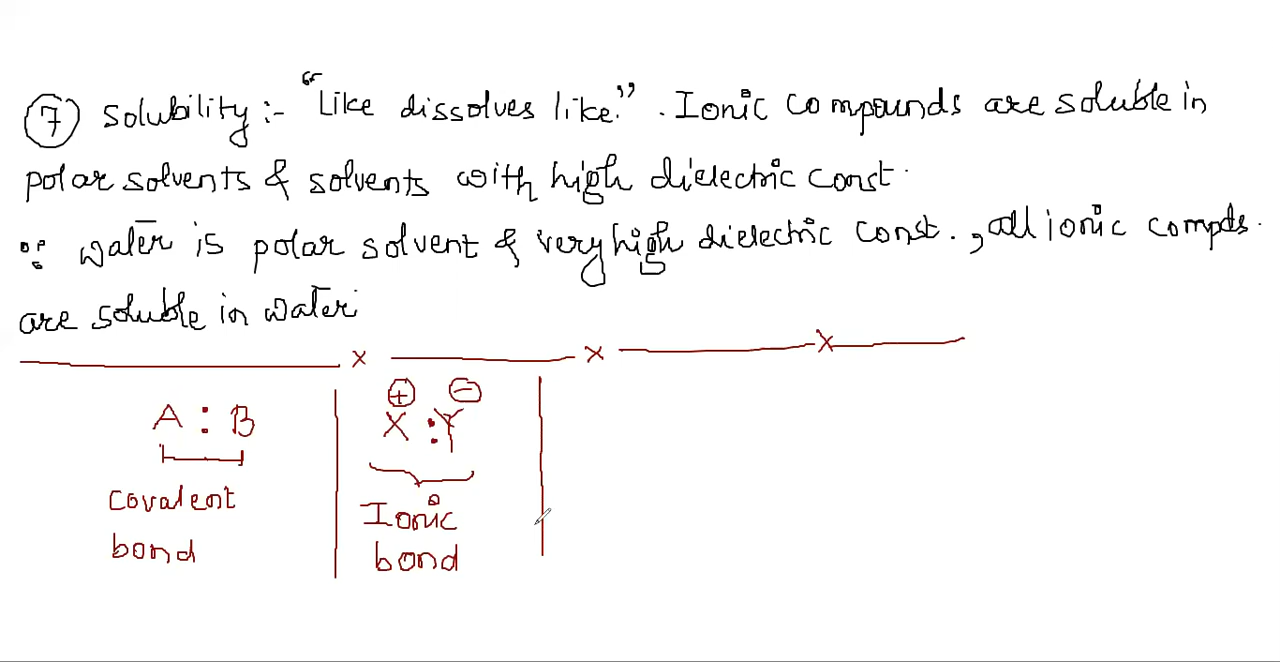 ⑦ Solubility :- "Like dissolves like." . Ionic compounds are soluble in
polar solvents & solvents with high dielectric const.
∵ water is polar solvent & very high dielectric const. , all ionic compds.
are soluble in water
x x x
A : B
covalent
bond
⊕ ⊖
X :Y
Ionic
bond